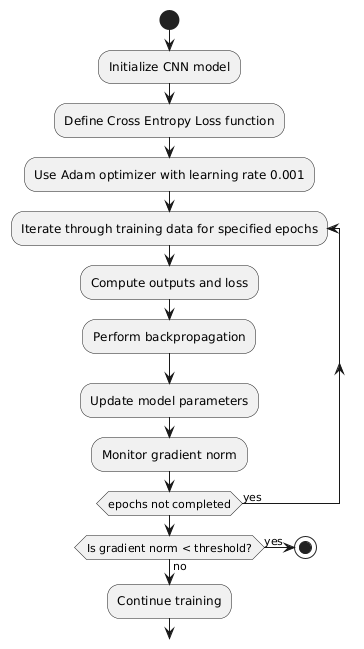 Initialize CNN model
Define Cross Entropy Loss function
Use Adam optimizer with learning rate 0.001
Iterate through training data for specified epochs
Compute outputs and loss
Perform backpropagation
Update model parameters
Monitor gradient norm
epochs not completed
yes
Is gradient norm < threshold?
yes
no
Continue training